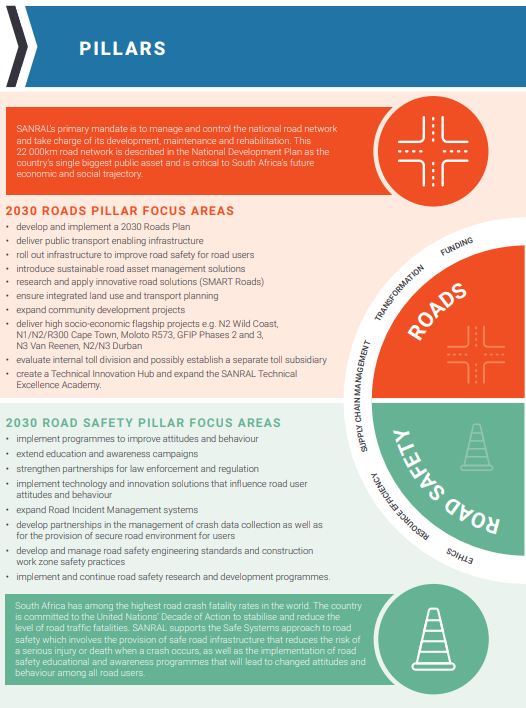 PILLARS
SANRAL's primary mandate is to manage and control the national road network
and take charge of its development, maintenance and rehabilitation. This
22 000km road network is described in the National Development Plan as the
country's single biggest public asset and is critical to South Africa's future
economic and social trajectory.
2030 ROADS PILLAR FOCUS AREAS
• develop and implement a 2030 Roads Plan
• deliver public transport enabling infrastructure
• roll out infrastructure to improve road safety for road users
• introduce sustainable road asset management solutions
• research and apply innovative road solutions (SMART Roads)
• ensure integrated land use and transport planning
• expand community development projects
• deliver high socio-economic flagship projects e.g. N2 Wild Coast,
N1/N2/R300 Cape Town, Moloto R573, GFIP Phases 2 and 3,
N3 Van Reenen, N2/N3 Durban
• evaluate internal toll division and possibly establish a separate toll subsidiary
• create a Technical Innovation Hub and expand the SANRAL Technical
Excellence Academy.
FUNDING
TRANSFORMATION
SUPPLY CHAIN MANAGEMENT
RESOURCE EFFICIENCY
ETHICS
ROADS
ROAD SAFETY
2030 ROAD SAFETY PILLAR FOCUS AREAS
• implement programmes to improve attitudes and behaviour
• extend education and awareness campaigns
• strengthen partnerships for law enforcement and regulation
• implement technology and innovation solutions that influence road user
attitudes and behaviour
• expand Road Incident Management systems
• develop partnerships in the management of crash data collection as well as
for the provision of secure road environment for users
• develop and manage road safety engineering standards and construction
work zone safety practices
• implement and continue road safety research and development programmes.
South Africa has among the highest road crash fatality rates in the world. The country
is committed to the United Nations' Decade of Action to stabilise and reduce the
level of road traffic fatalities. SANRAL supports the Safe Systems approach to road
safety which involves the provision of safe road infrastructure that reduces the risk of
a serious injury or death when a crash occurs, as well as the implementation of road
safety educational and awareness programmes that will lead to changed attitudes and
behaviour among all road users.